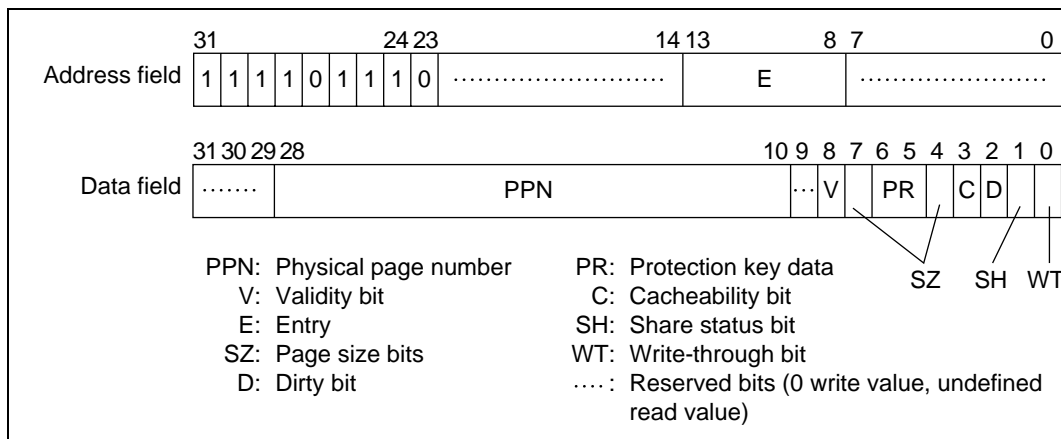 31 24 23 14 13 8 7 0
Address field 1 1 1 1 0 1 1 1 0 ........................ E ........................
31 30 29 28 10 9 8 7 6 5 4 3 2 1 0
Data field ....... PPN ... V PR C D
SZ SH WT
PPN: Physical page number PR: Protection key data
V: Validity bit C: Cacheability bit
E: Entry SH: Share status bit
SZ: Page size bits WT: Write-through bit
D: Dirty bit ....: Reserved bits (0 write value, undefined
read value)